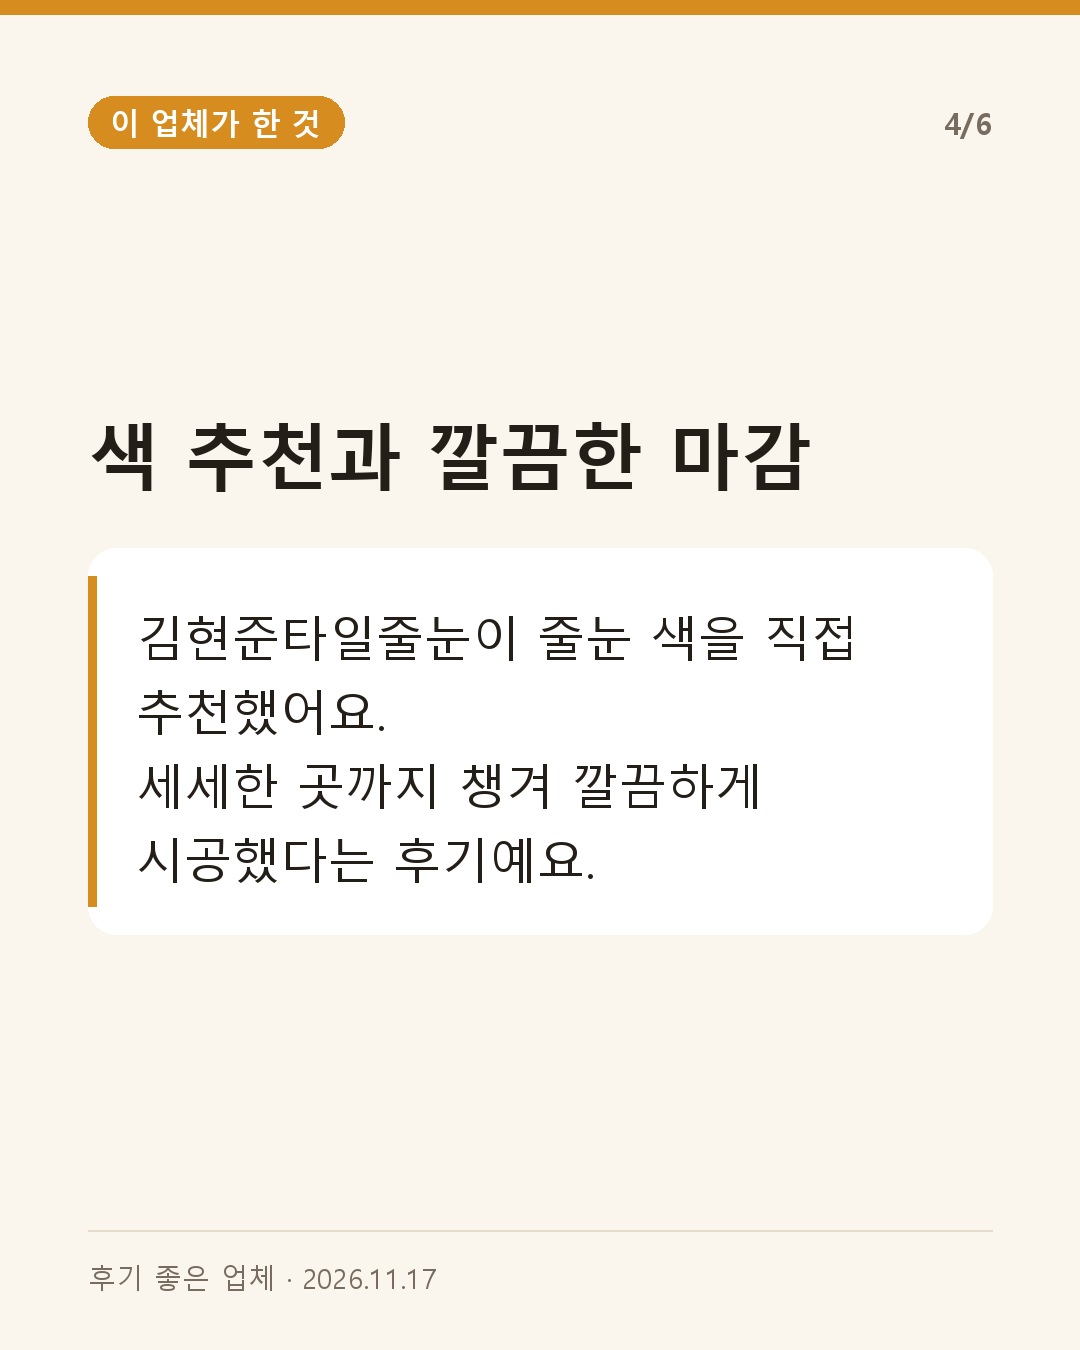 이 업체가 한 것
4/6
색 추천과 깔끔한 마감
김현준타일줄눈이 줄눈 색을 직접
추천했어요.
세세한 곳까지 챙겨 깔끔하게
시공했다는 후기예요.
후기 좋은 업체 · 2026.11.17